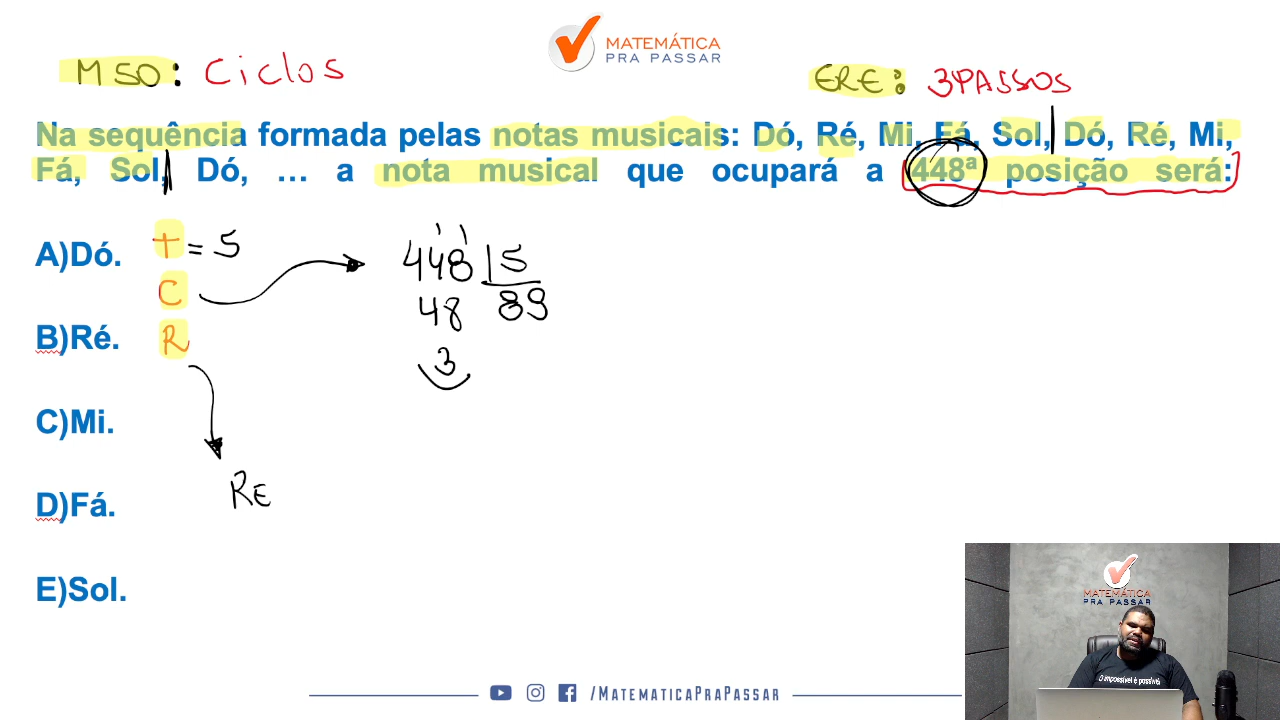 MATEMÁTICA
PRA PASSAR
MSO: Ciclos
ERE: 3 PASSOS
Na sequência formada pelas notas musicais: Dó, Ré, Mi, Fá, Sol, Dó, Ré, Mi,
Fá, Sol, Dó, ... a nota musical que ocupará a 448ª posição será:
A)Dó.
T = 5
C
448 5
48 89
3
B)Ré.
R
C)Mi.
RE
D)Fá.
E)Sol.
MATEMÁTICA
PRA PASSAR
O impossível é possível
/MATEMATICAPRAPASSAR